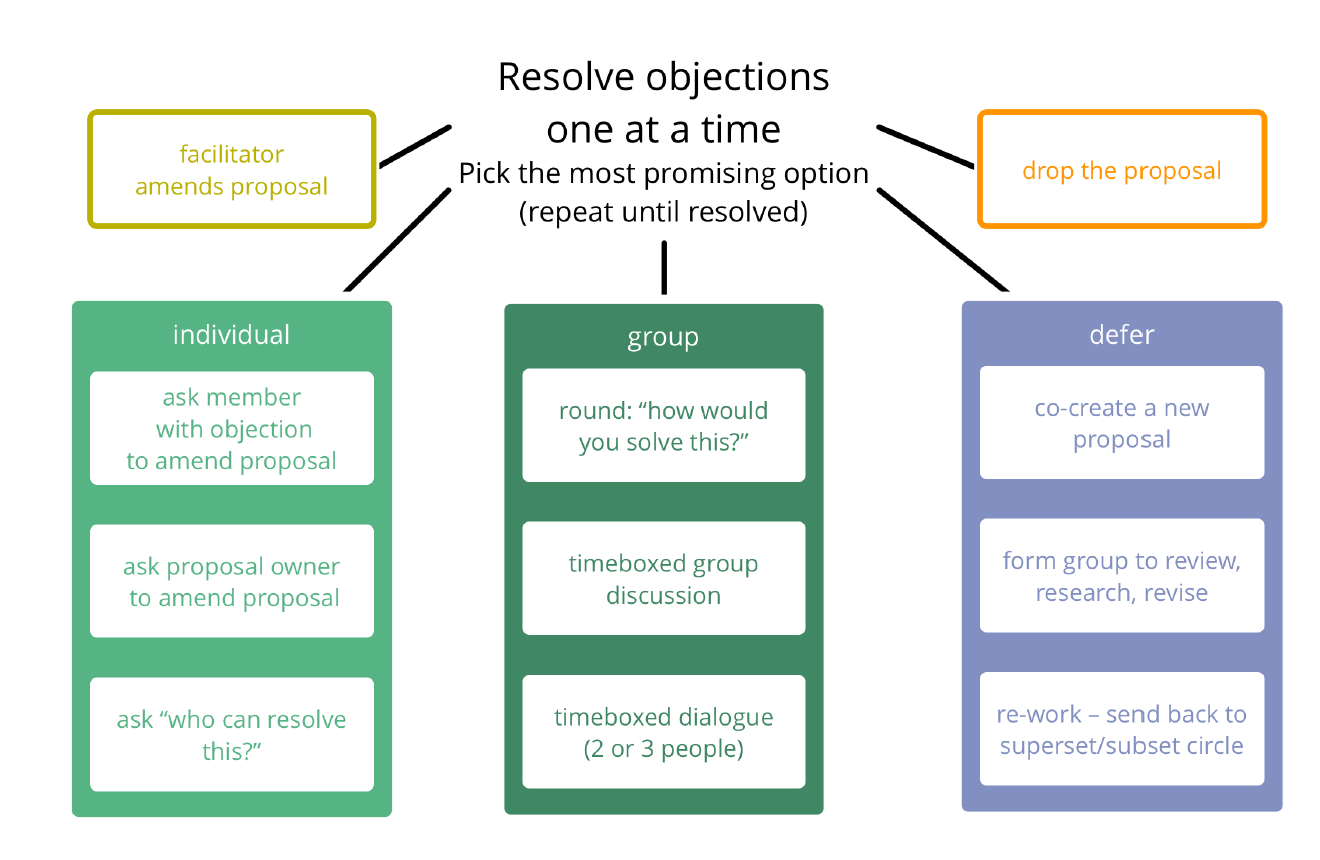 Resolve objections
one at a time
Pick the most promising option
(repeat until resolved)
facilitator
amends proposal
drop the proposal
individual
ask member
with objection
to amend proposal
ask proposal owner
to amend proposal
ask “who can resolve
this?”
group
round: “how would
you solve this?”
timeboxed group
discussion
timeboxed dialogue
(2 or 3 people)
defer
co-create a new
proposal
form group to review,
research, revise
re-work – send back to
superset/subset circle